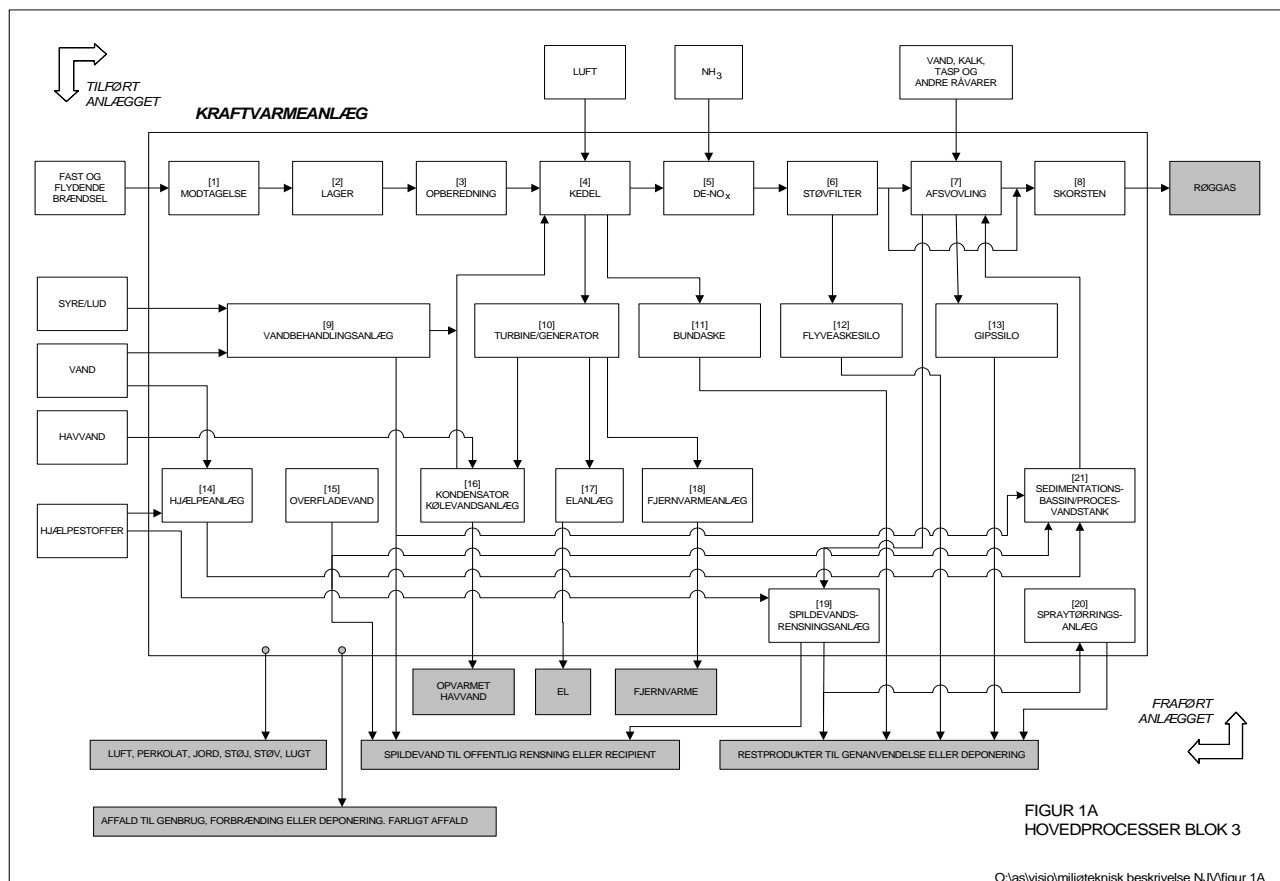 TILFØRT
ANLÆGGET
LUFT
NH3
VAND, KALK,
TASP OG
ANDRE RÅVARER
KRAFTVARMEANLÆG
FAST OG
FLYDENDE
BRÆNDSEL
[1]
MODTAGELSE
[2]
LAGER
[3]
OPBEREDNING
[4]
KEDEL
[5]
DE-NOx
[6]
STØVFILTER
[7]
AFSVOVLING
[8]
SKORSTEN
RØGGAS
SYRE/LUD
VAND
HAVVAND
HJÆLPESTOFFER
[9]
VANDBEHANDLINGSANLÆG
[10]
TURBINE/GENERATOR
[11]
BUNDASKE
[12]
FLYVEASKESILO
[13]
GIPSSILO
[14]
HJÆLPEANLÆG
[15]
OVERFLADEVAND
[16]
KONDENSATOR
KØLEVANDSANLÆG
[17]
ELANLÆG
[18]
FJERNVARMEANLÆG
[21]
SEDIMENTATIONS-
BASSIN/PROCES-
VANDSTANK
[19]
SPILDEVANDS-
RENSNINGSANLÆG
[20]
SPRAYTØRRINGS-
ANLÆG
OPVARMET
HAVVAND
EL
FJERNVARME
FRAFØRT
ANLÆGGET
LUFT, PERKOLAT, JORD, STØJ, STØV, LUGT
SPILDEVAND TIL OFFENTLIG RENSNING ELLER RECIPIENT
RESTPRODUKTER TIL GENANVENDELSE ELLER DEPONERING
AFFALD TIL GENBRUG, FORBRÆNDING ELLER DEPONERING. FARLIGT AFFALD
FIGUR 1A
HOVEDPROCESSER BLOK 3
O:\as\visio\miljøteknisk beskrivelse NJV\figur 1A